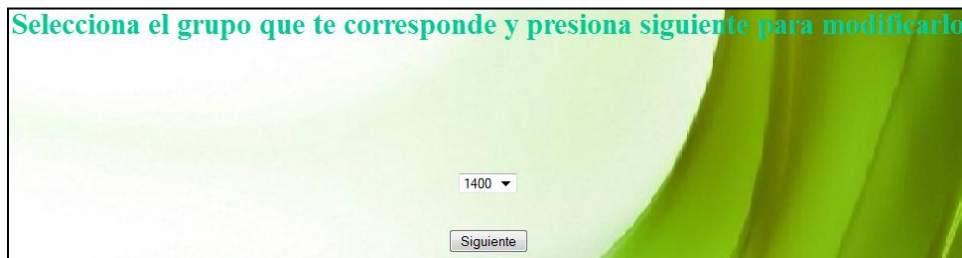 Selecciona el grupo que te corresponde y presiona siguiente para modificarlo
1400
Siguiente